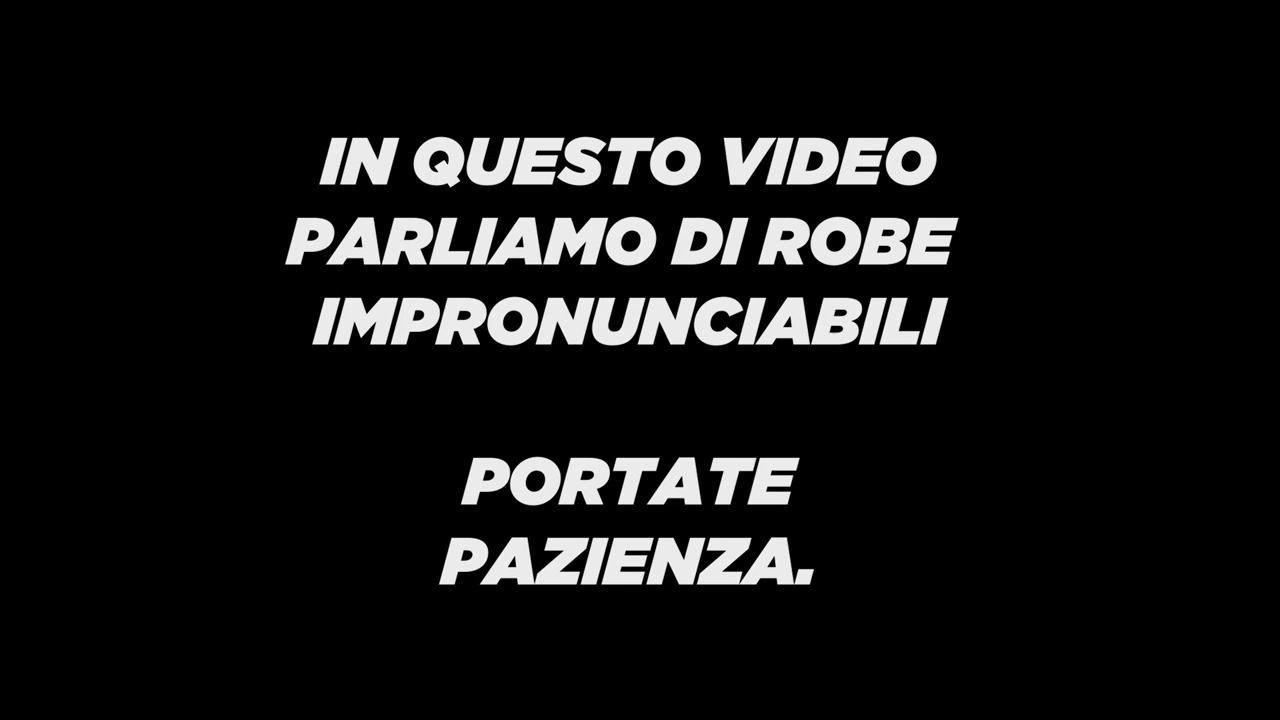 IN QUESTO VIDEO
PARLIAMO DI ROBE
IMPRONUNCIABILI
PORTATE
PAZIENZA.